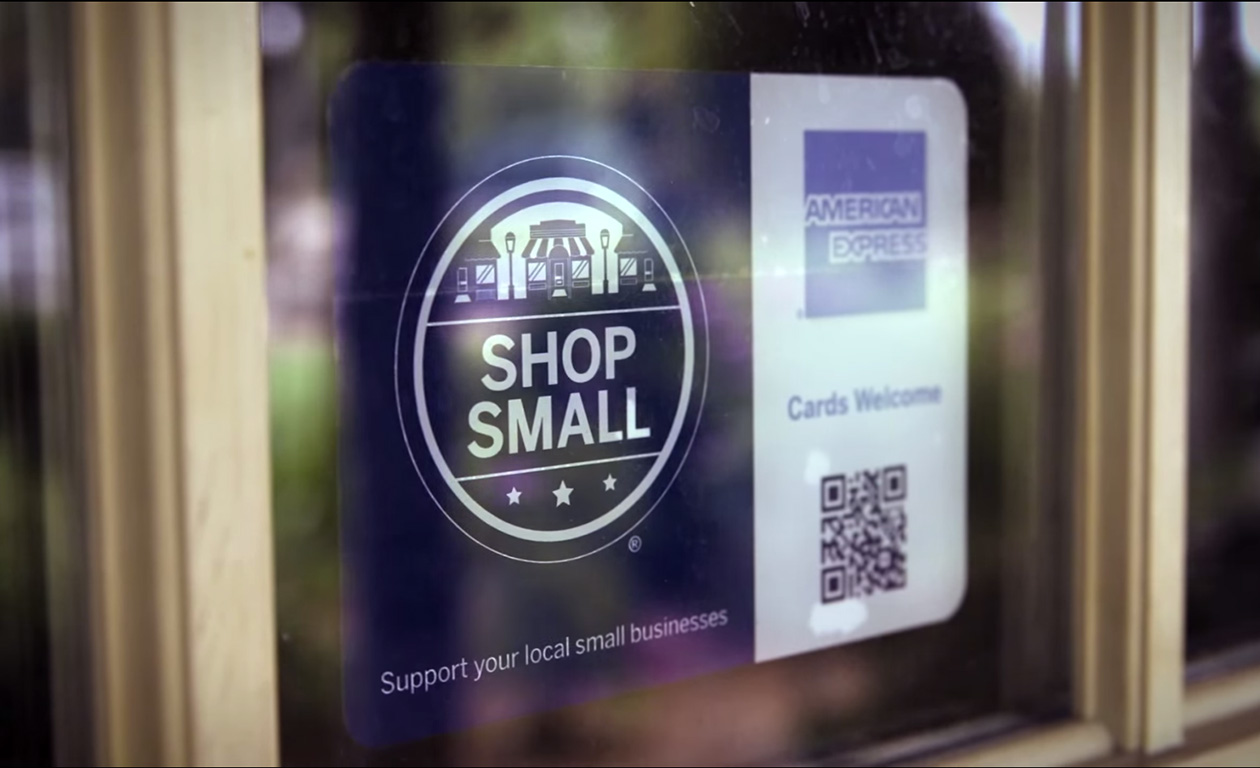 SHOP
SMALL
®
Support your local small businesses
AMERICAN
EXPRESS
Cards Welcome